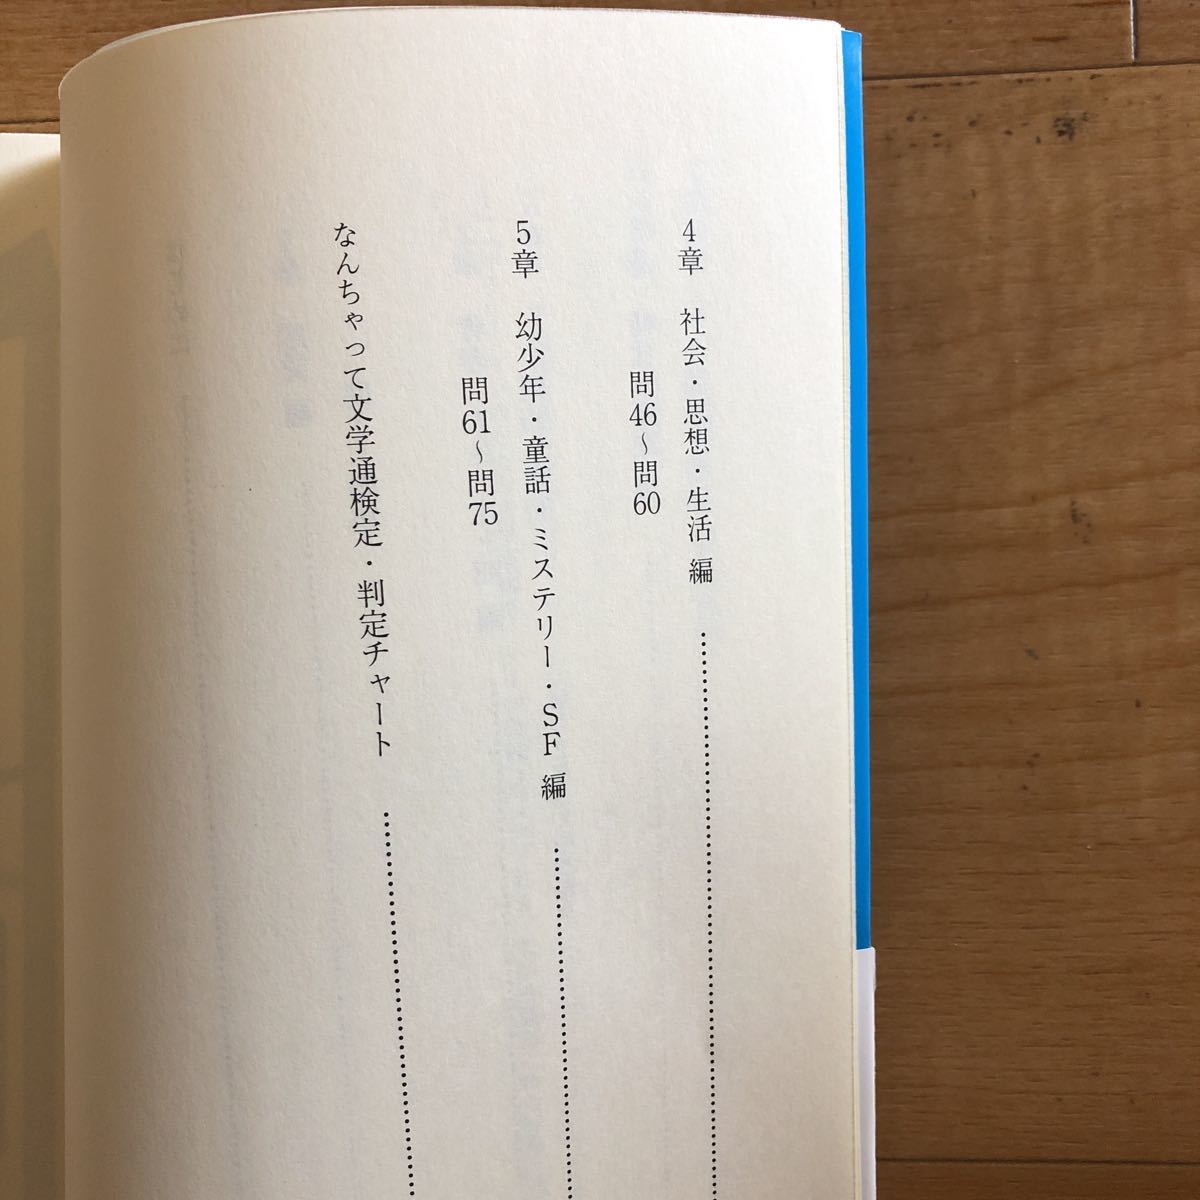 4章　社会・思想・生活 編
問46〜問60
5章　幼少年・童話・ミステリー・SF 編
問61〜問75
なんちゃって文学通検定・判定チャート